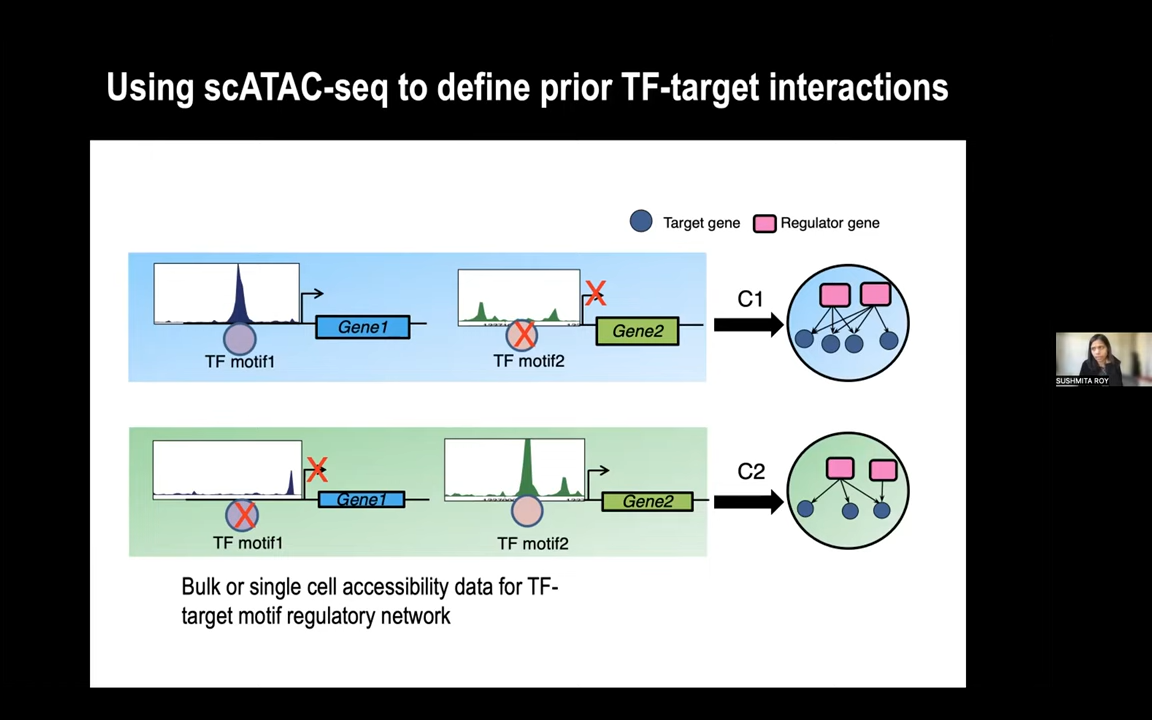 Using scATAC-seq to define prior TF-target interactions
Target gene
Regulator gene
Gene1
TF motif1
X
X
Gene2
TF motif2
C1
X
X
Gene1
TF motif1
Gene2
TF motif2
C2
Bulk or single cell accessibility data for TF-
target motif regulatory network
SUSHMITA ROY